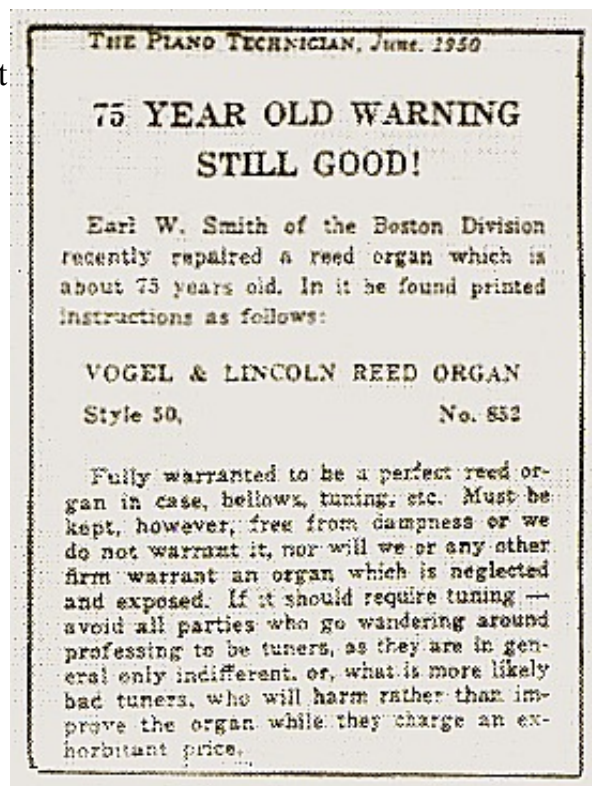 t
THE PIANO TECHNICIAN, June, 1950
75 YEAR OLD WARNING
STILL GOOD!
Earl W. Smith of the Boston Division
recently repaired a reed organ which is
about 75 years old. In it he found printed
instructions as follows:
VOGEL & LINCOLN REED ORGAN
Style 50, No. 852
Fully warranted to be a perfect reed or-
gan in case, bellows, tuning, etc. Must be
kept, however, free from dampness or we
do not warrant it, nor will we or any other
firm warrant an organ which is neglected
and exposed. If it should require tuning —
avoid all parties who go wandering around
professing to be tuners, as they are in gen-
eral only indifferent, or, what is more likely
bad tuners, who will harm rather than im-
prove the organ while they charge an ex-
horbitant price.